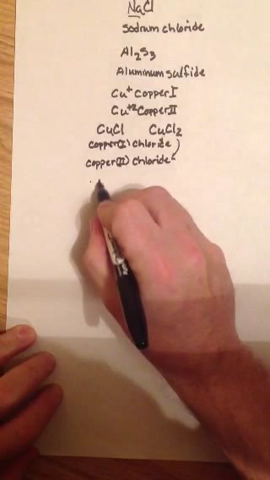 NaCl
Sodium chloride
Al2S3
Aluminum sulfide
Cu+ Copper I
Cu+2 Copper II
CuCl CuCl2
Copper(I) chloride
Copper(II) chloride